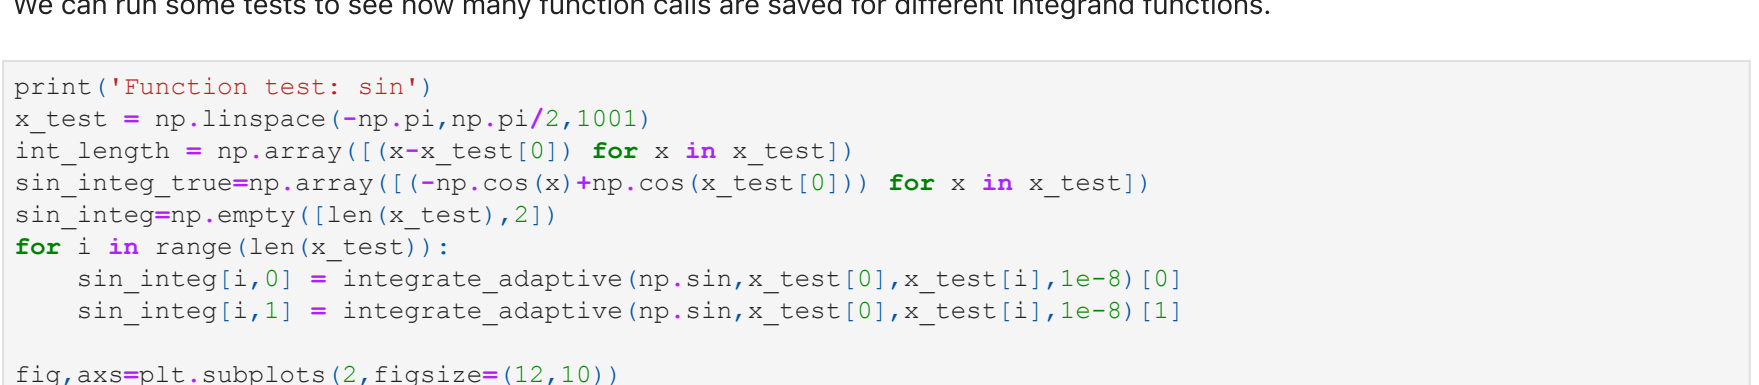 We can run some tests to see how many function calls are saved for different integrand functions.
print('Function test: sin')
x_test = np.linspace(-np.pi,np.pi/2,1001)
int_length = np.array([(x-x_test[0]) for x in x_test])
sin_integ_true=np.array([(-np.cos(x)+np.cos(x_test[0])) for x in x_test])
sin_integ=np.empty([len(x_test),2])
for i in range(len(x_test)):
    sin_integ[i,0] = integrate_adaptive(np.sin,x_test[0],x_test[i],1e-8)[0]
    sin_integ[i,1] = integrate_adaptive(np.sin,x_test[0],x_test[i],1e-8)[1]
fig,axs=plt.subplots(2,figsize=(12,10))